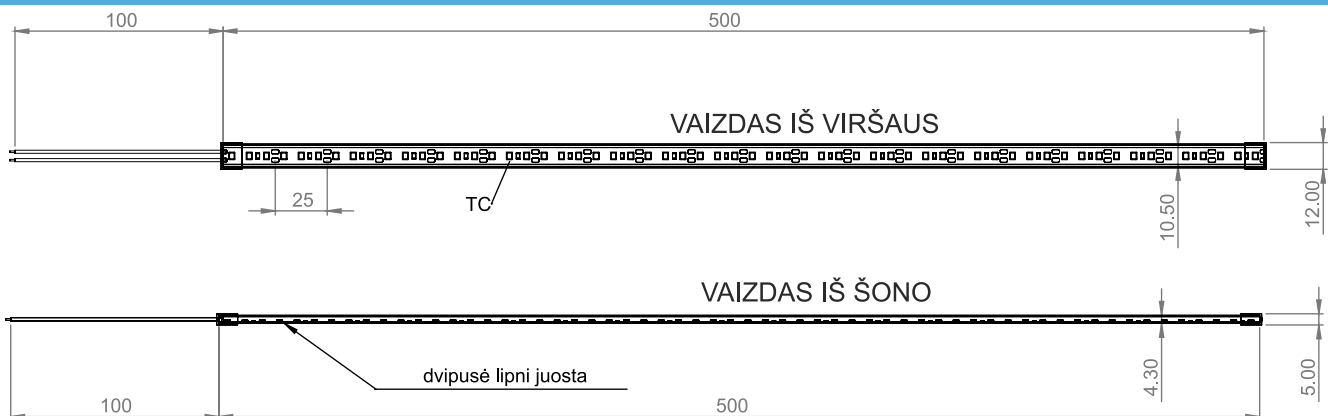 100
500
VAIZDAS IŠ VIRŠAUS
25
TC
10.50
12.00
VAIZDAS IŠ ŠONO
dvipusė lipni juosta
4.30
5.00
100
500